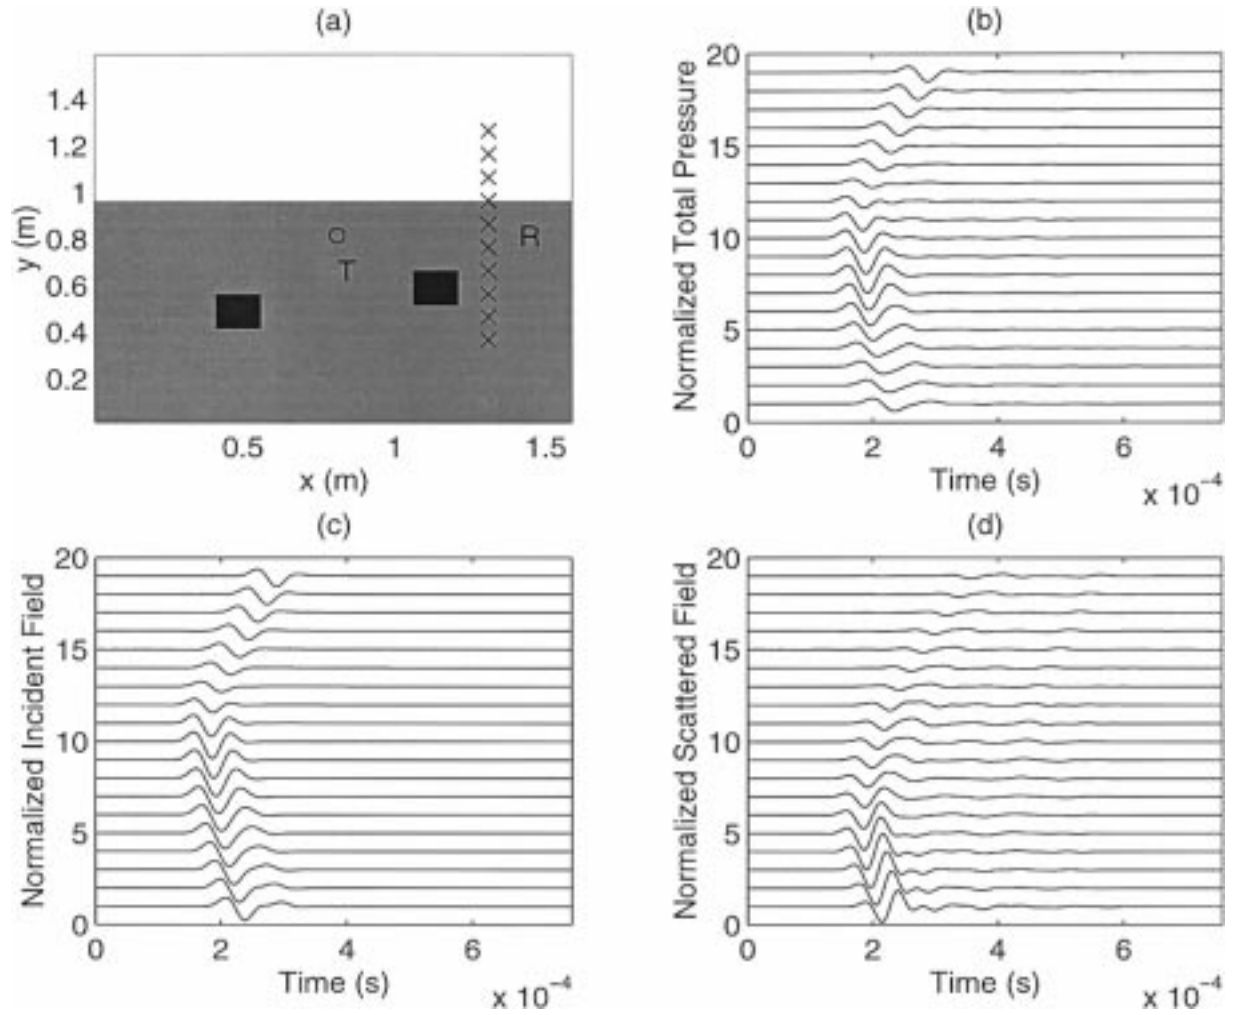 (a)
y (m)
1.4
1.2
1
0.8
0.6
0.4
0.2
T
R
0.5
1
1.5
x (m)
(b)
Normalized Total Pressure
20
15
10
5
0
0
2
4
6
Time (s)
x 10⁻⁴
(c)
Normalized Incident Field
20
15
10
5
0
0
2
4
6
Time (s)
x 10⁻⁴
(d)
Normalized Scattered Field
20
15
10
5
0
0
2
4
6
Time (s)
x 10⁻⁴